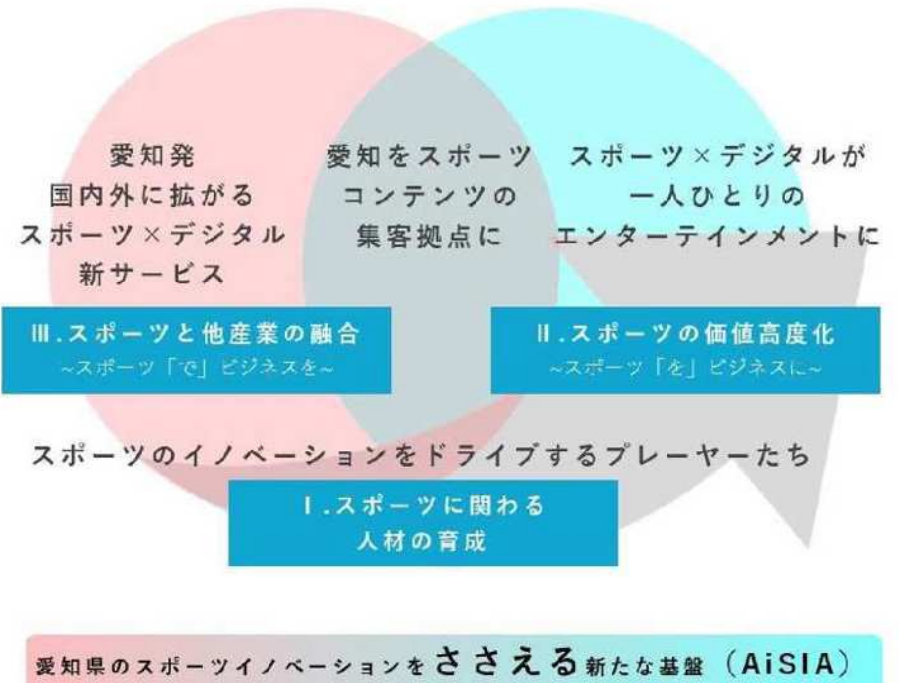 愛知発
国内外に拡がる
スポーツ×デジタル
新サービス
愛知をスポーツ
コンテンツの
集客拠点に
スポーツ×デジタルが
一人ひとりの
エンターテインメントに
Ⅲ.スポーツと他産業の融合
~スポーツ「で」ビジネスを~
Ⅱ.スポーツの価値高度化
~スポーツ「を」ビジネスに~
スポーツのイノベーションをドライブするプレーヤーたち
Ⅰ.スポーツに関わる
人材の育成
愛知県のスポーツイノベーションをささえる新たな基盤（AiSIA）